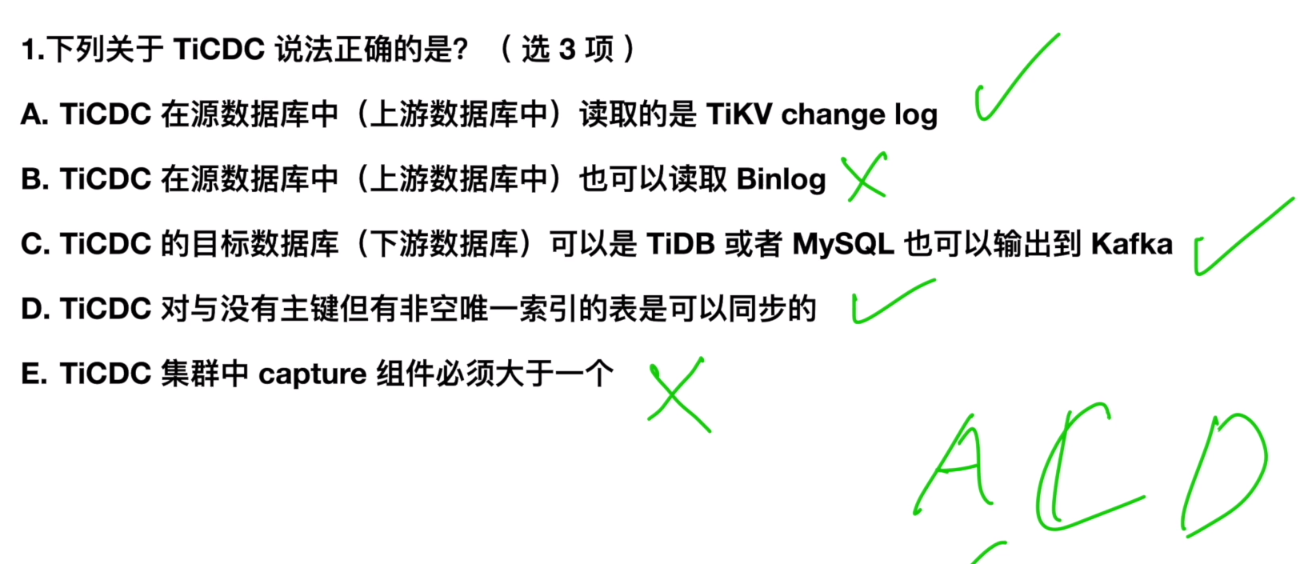 1.下列关于 TiCDC 说法正确的是？（选 3 项）
A. TiCDC 在源数据库中（上游数据库中）读取的是 TiKV change log
B. TiCDC 在源数据库中（上游数据库中）也可以读取 Binlog
C. TiCDC 的目标数据库（下游数据库）可以是 TiDB 或者 MySQL 也可以输出到 Kafka
D. TiCDC 对与没有主键但有非空唯一索引的表是可以同步的
E. TiCDC 集群中 capture 组件必须大于一个
A C D